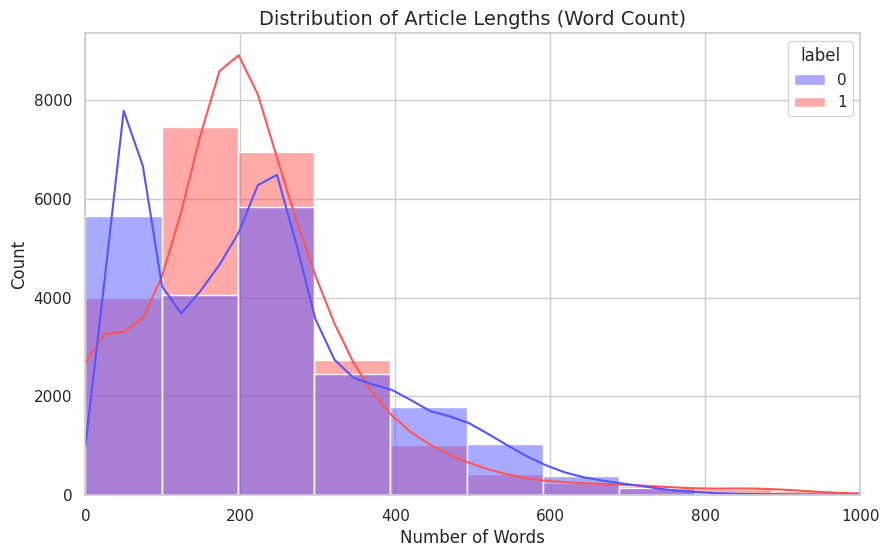 Distribution of Article Lengths (Word Count)
label
0
1
8000
6000
4000
2000
0
Count
0 200 400 600 800 1000
Number of Words